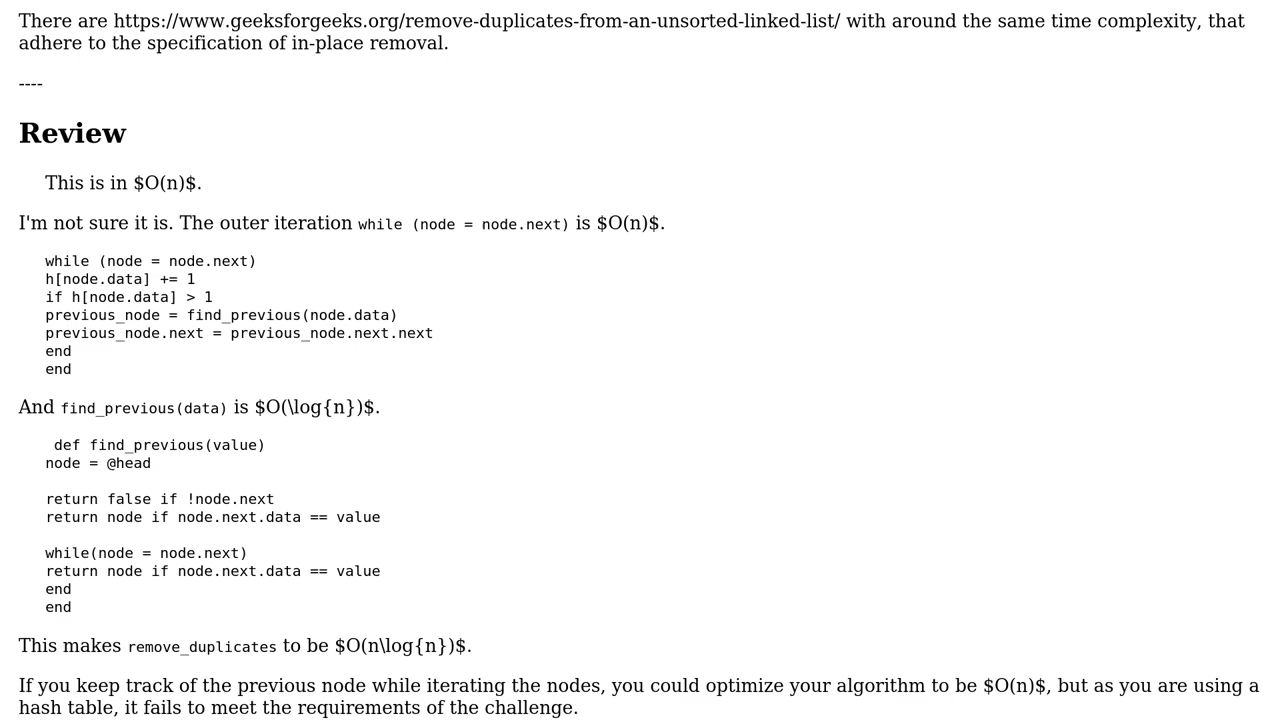 There are https://www.geeksforgeeks.org/remove-duplicates-from-an-unsorted-linked-list/ with around the same time complexity, that
adhere to the specification of in-place removal.
----
Review
This is in $O(n)$.
I'm not sure it is. The outer iteration while (node = node.next) is $O(n)$.
while (node = node.next)
h[node.data] += 1
if h[node.data] > 1
previous_node = find_previous(node.data)
previous_node.next = previous_node.next.next
end
end
And find_previous(data) is $O(\log{n})$.
def find_previous(value)
node = @head
return false if !node.next
return node if node.next.data == value
while(node = node.next)
return node if node.next.data == value
end
end
This makes remove_duplicates to be $O(n\log{n})$.
If you keep track of the previous node while iterating the nodes, you could optimize your algorithm to be $O(n)$, but as you are using a
hash table, it fails to meet the requirements of the challenge.